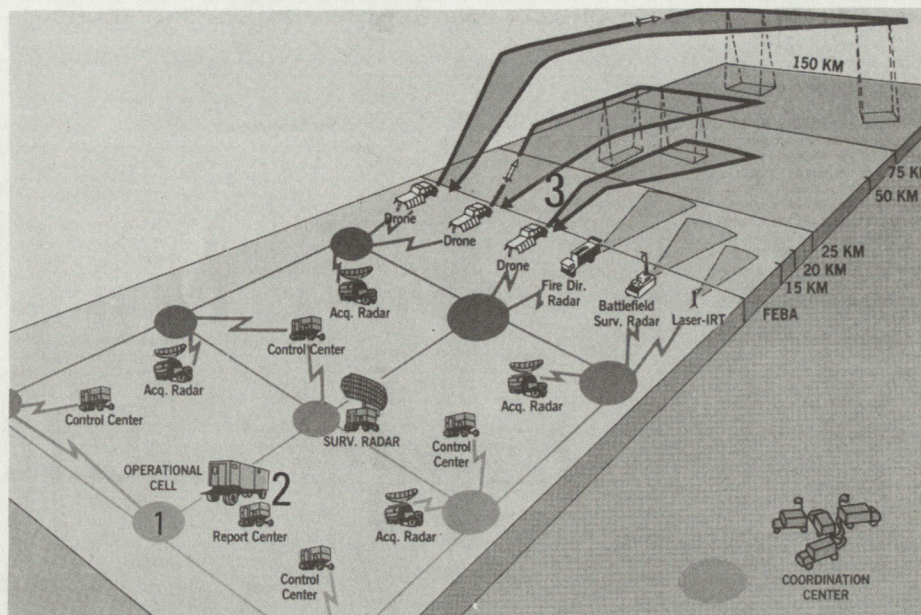 150 KM
75 KM
50 KM
3
Drone
Drone
Drone
25 KM
20 KM
15 KM
Fire Dir.
Radar
Battlefield
Surv. Radar
Laser-IRT
FEBA
Acq. Radar
Control Center
Acq. Radar
Acq. Radar
Control Center
SURV. RADAR
Control
Center
OPERATIONAL
CELL
2
1
Report Center
Acq. Radar
Control
Center
COORDINATION
CENTER